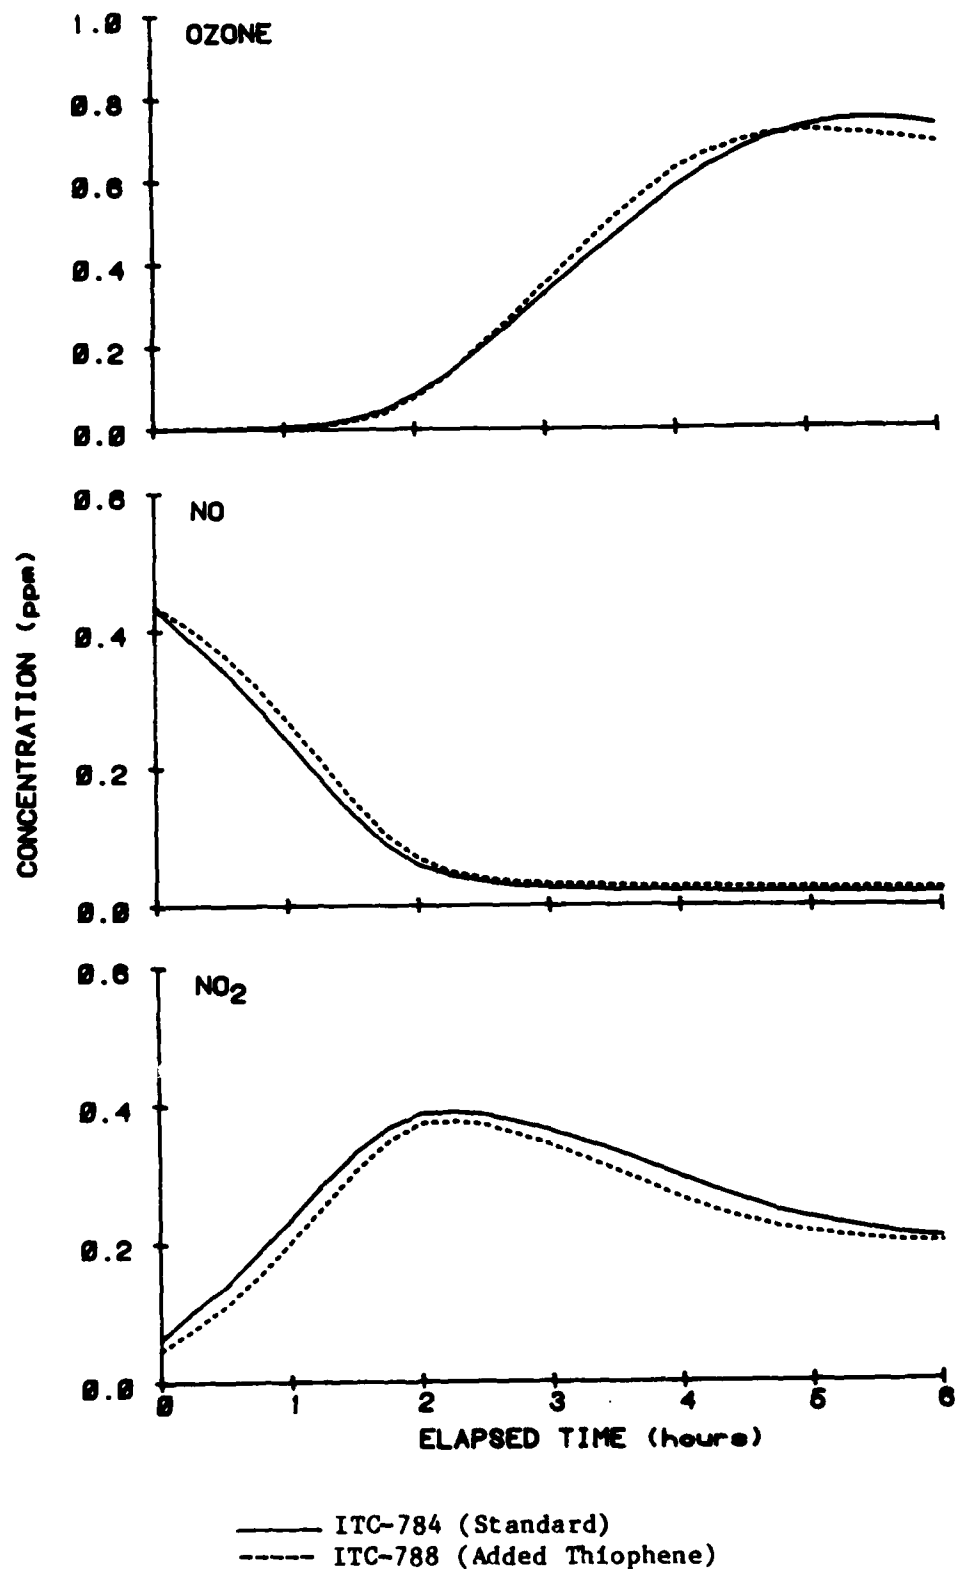 OZONE
1.0
0.8
0.6
0.4
0.2
0.0
NO
0.6
0.4
0.2
0.0
CONCENTRATION (ppm)
NO2
0.6
0.4
0.2
0.0
0 1 2 3 4 5 6
ELAPSED TIME (hours)
ITC-784 (Standard)
ITC-788 (Added Thiophene)